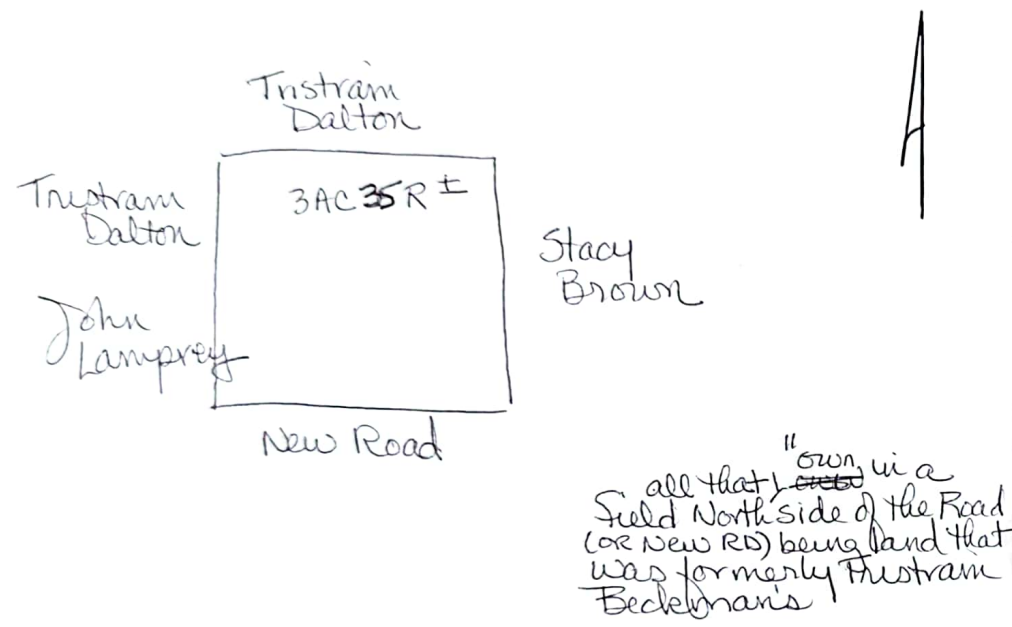 Tristram
Dalton
3AC 35R ±
Tristram
Dalton
Stacy
Brown
John
Lamprey
New Road
"
all that I own, in a
Field North side of the Road
(OR New RD) being land that
was formerly Tristram
Beckman's